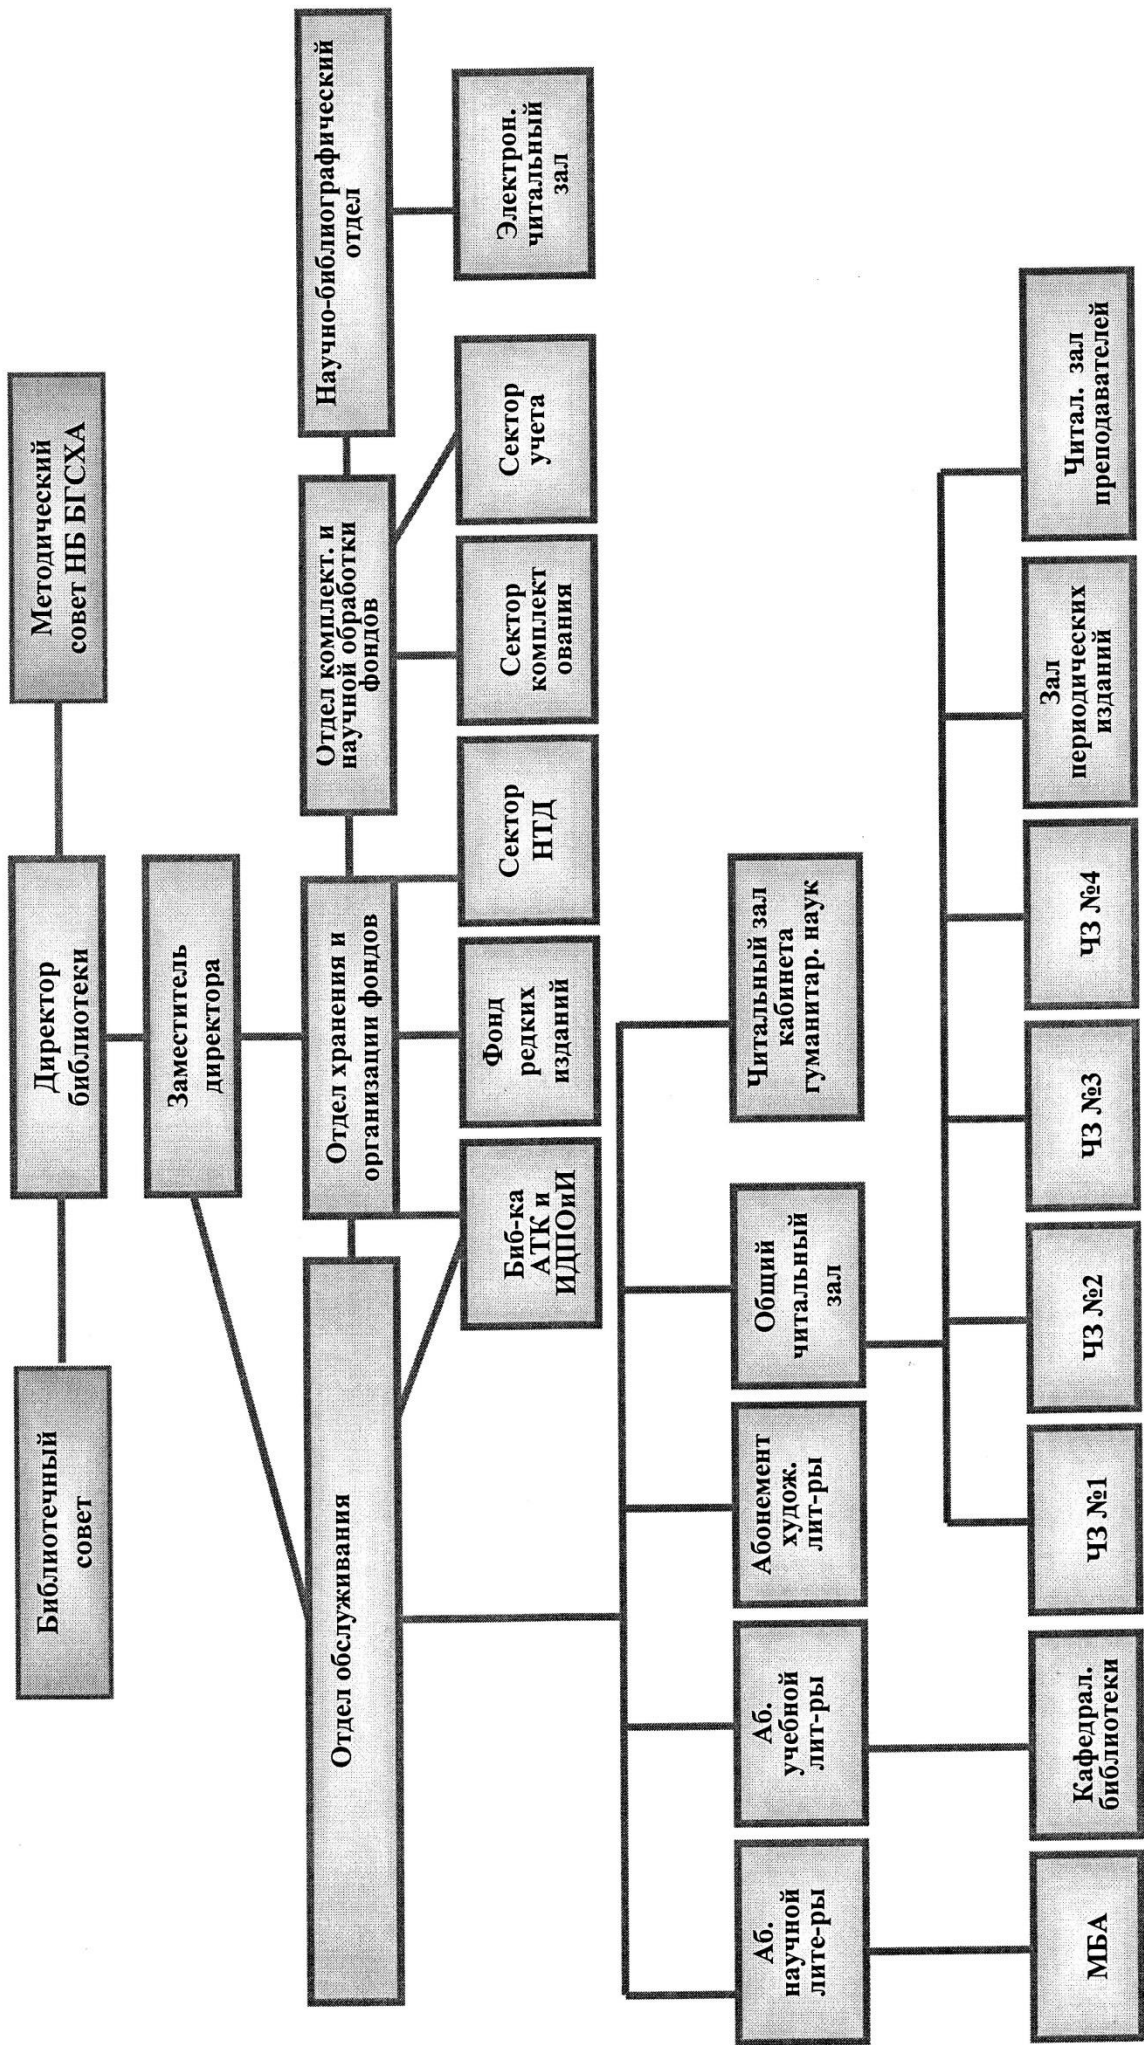 Библиотечный
совет
Директор
библиотеки
Методический
совет НБ БГСХА
Заместитель
директора
Отдел обслуживания
Отдел хранения и
организации фондов
Отдел комплект. и
научной обработки
фондов
Научно-библиографический
отдел
Биб-ка
АТК и
ИДПОиИ
Фонд
редких
изданий
Сектор
НТД
Сектор
комплект
ования
Сектор
учета
Электрон.
читальный
зал
Аб.
научной
лите-ры
Аб.
учебной
лит-ры
Абонемент
худож.
лит-ры
Общий
читальный
зал
Читальный зал
кабинета
гуманитар. наук
МБА
Кафедрал.
библиотеки
ЧЗ №1
ЧЗ №2
ЧЗ №3
ЧЗ №4
Зал
периодических
изданий
Читал. зал
преподавателей